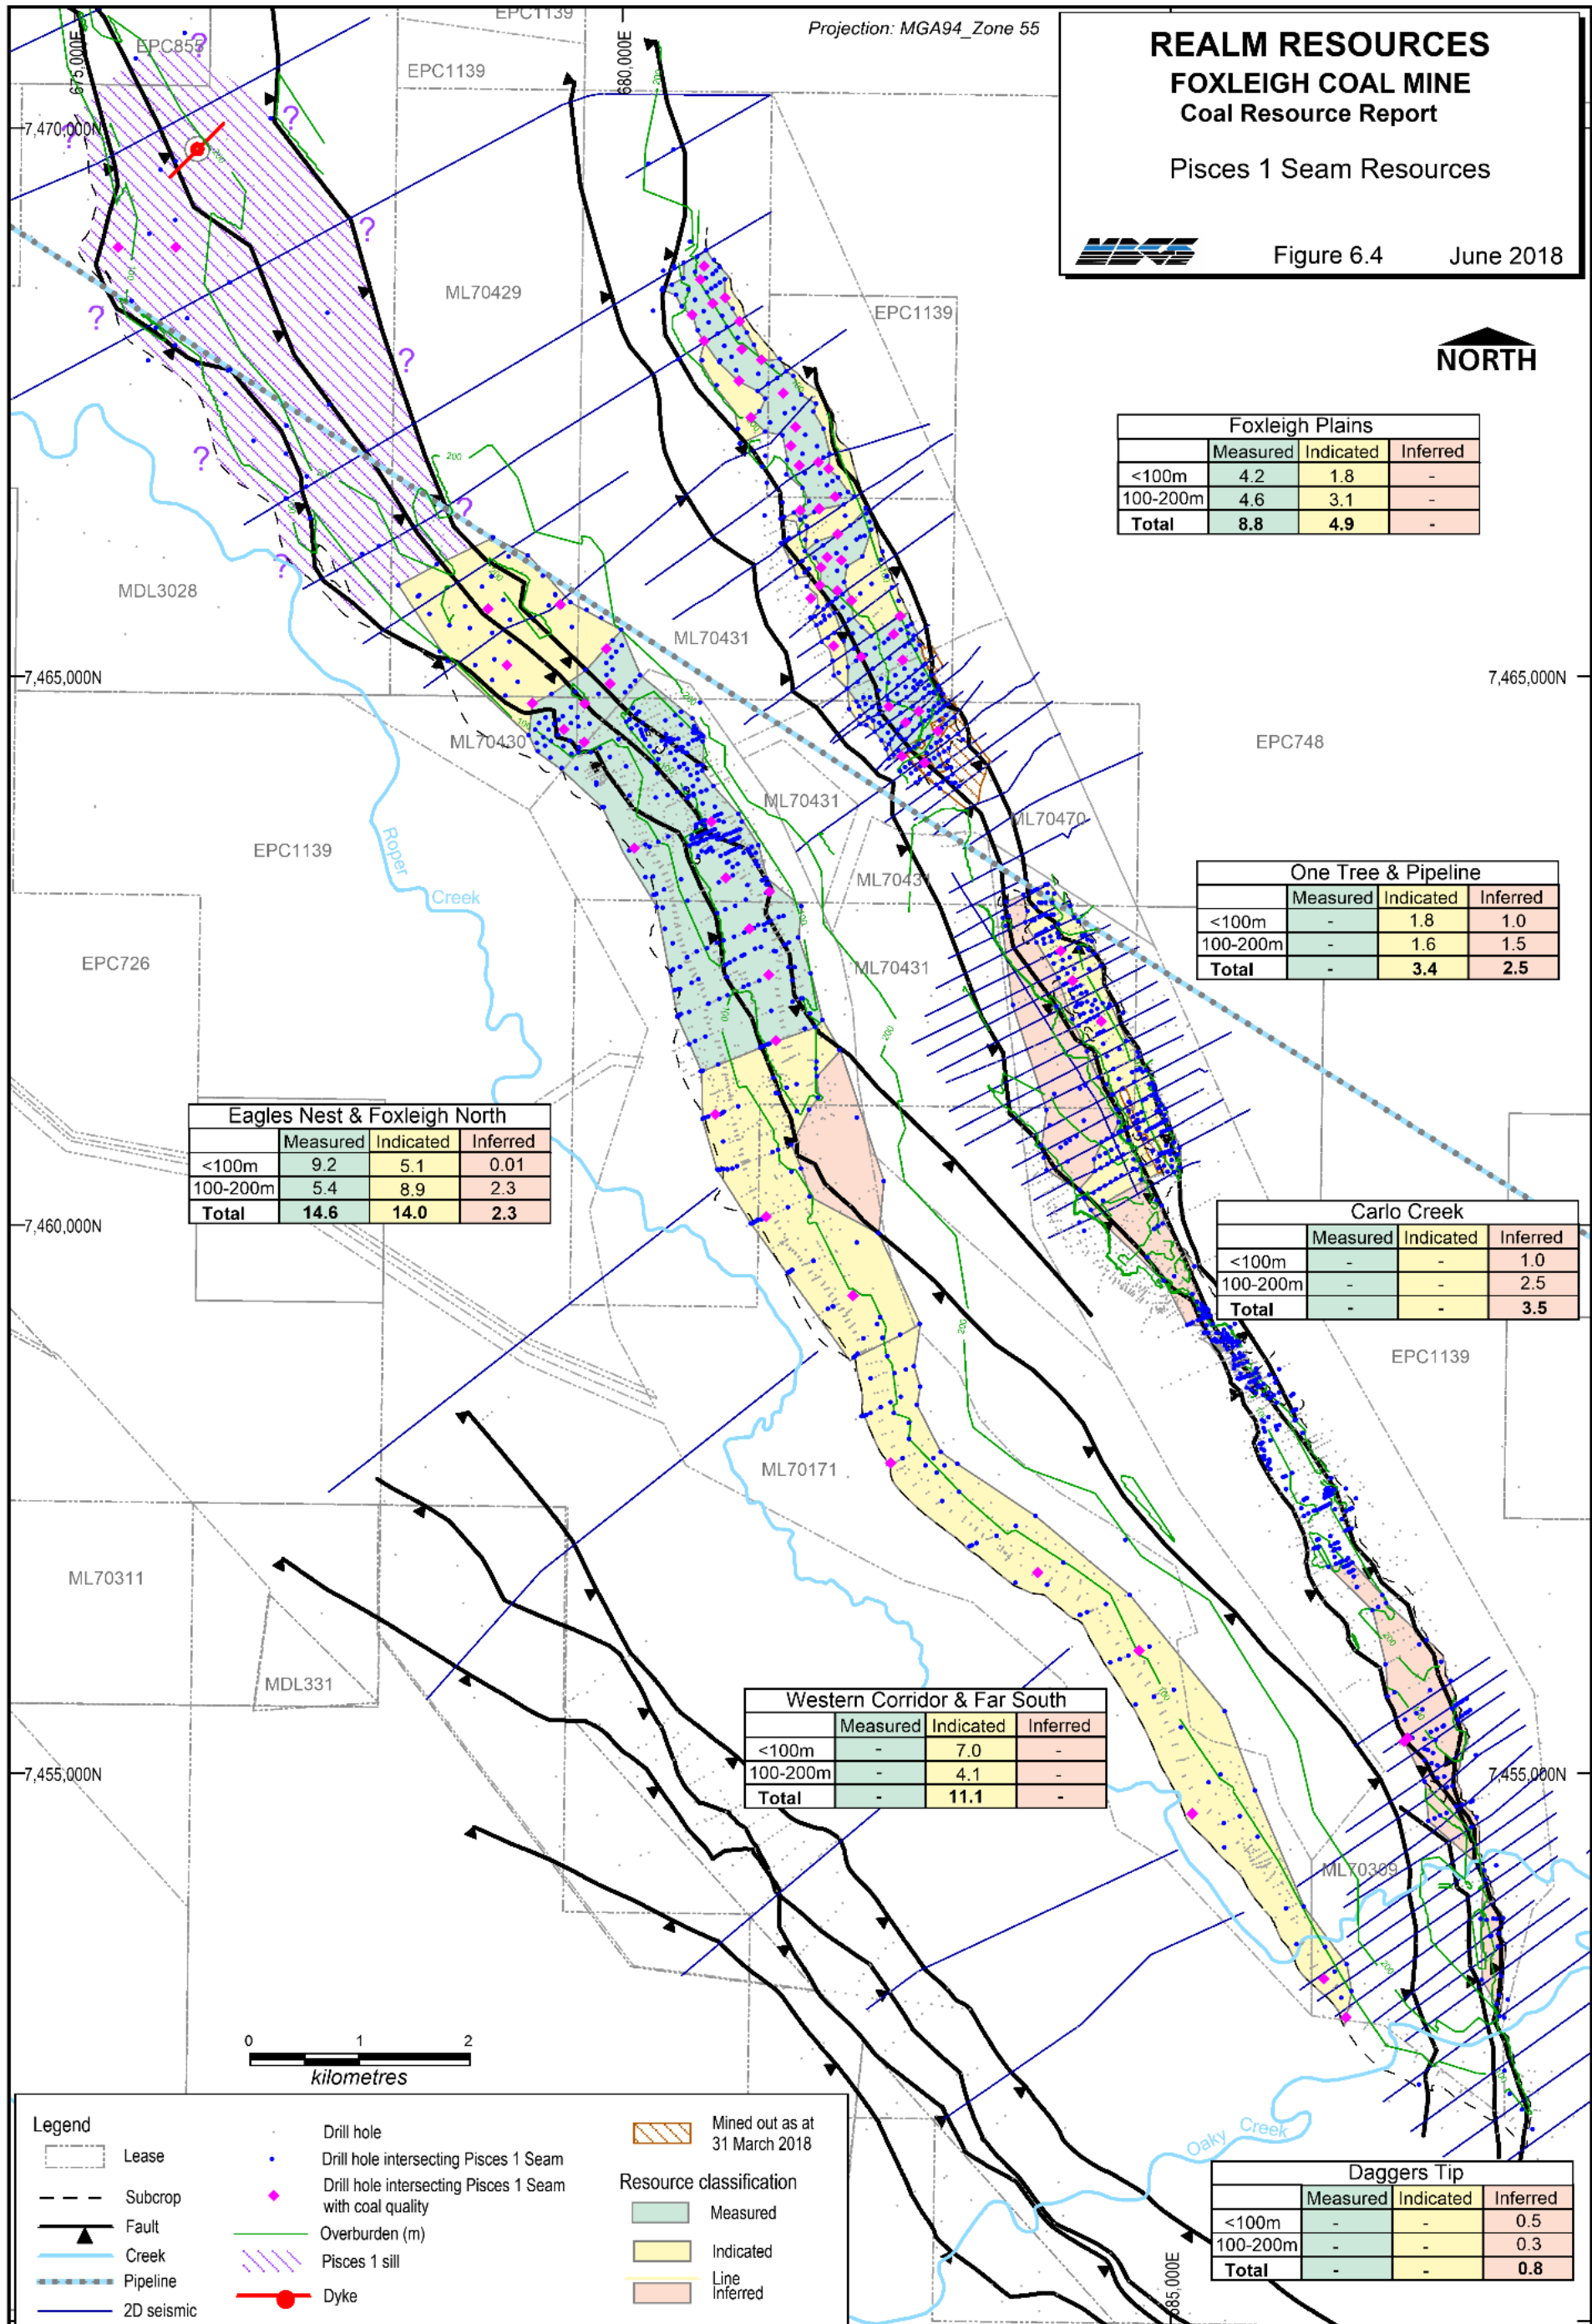 Projection: MGA94_Zone 55
REALM RESOURCES
FOXLEIGH COAL MINE
Coal Resource Report
Pisces 1 Seam Resources
Figure 6.4 June 2018
NORTH
EPC1139
EPC855
675,000E
EPC1139
680,000E
200
7,470,000N
200
ML70429
EPC1139
?
?
?
?
?
?
?
?
?
?
200
Foxleigh Plains
Measured Indicated Inferred
<100m 4.2 1.8 -
100-200m 4.6 3.1 -
Total 8.8 4.9 -
MDL3028
ML70431
7,465,000N
7,465,000N
ML70430
EPC748
ML70431
ML70470
EPC1139
Roper
Creek
ML70431
One Tree & Pipeline
Measured Indicated Inferred
<100m - 1.8 1.0
100-200m - 1.6 1.5
Total - 3.4 2.5
EPC726
ML70431
200
Eagles Nest & Foxleigh North
Measured Indicated Inferred
<100m 9.2 5.1 0.01
100-200m 5.4 8.9 2.3
Total 14.6 14.0 2.3
7,460,000N
Carlo Creek
Measured Indicated Inferred
<100m - - 1.0
100-200m - - 2.5
Total - - 3.5
200
EPC1139
ML70171
ML70311
MDL331
200
Western Corridor & Far South
Measured Indicated Inferred
<100m - 7.0 -
100-200m - 4.1 -
Total - 11.1 -
100
7,455,000N
7,455,000N
ML70309
200
0 1 2
kilometres
Oaky Creek
Daggers Tip
Measured Indicated Inferred
<100m - - 0.5
100-200m - - 0.3
Total - - 0.8
685,000E
Legend
Lease
Subcrop
Fault
Creek
Pipeline
2D seismic
Drill hole
Drill hole intersecting Pisces 1 Seam
Drill hole intersecting Pisces 1 Seam
with coal quality
Overburden (m)
Pisces 1 sill
Dyke
Mined out as at
31 March 2018
Resource classification
Measured
Indicated
Line
Inferred